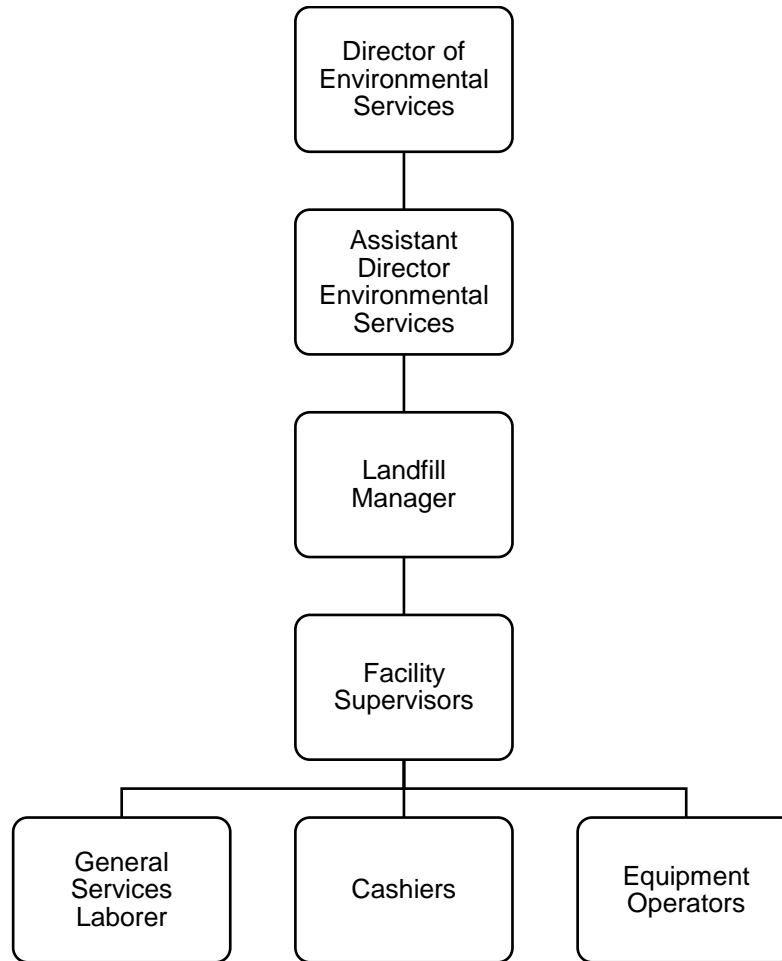 Director of
Environmental
Services
Assistant
Director
Environmental
Services
Landfill
Manager
Facility
Supervisors
General
Services
Laborer
Cashiers
Equipment
Operators